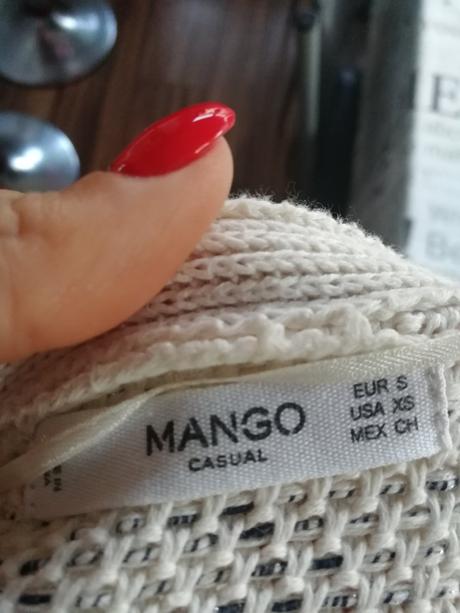 MANGO
CASUAL
EUR S
USA XS
MEX CH
E